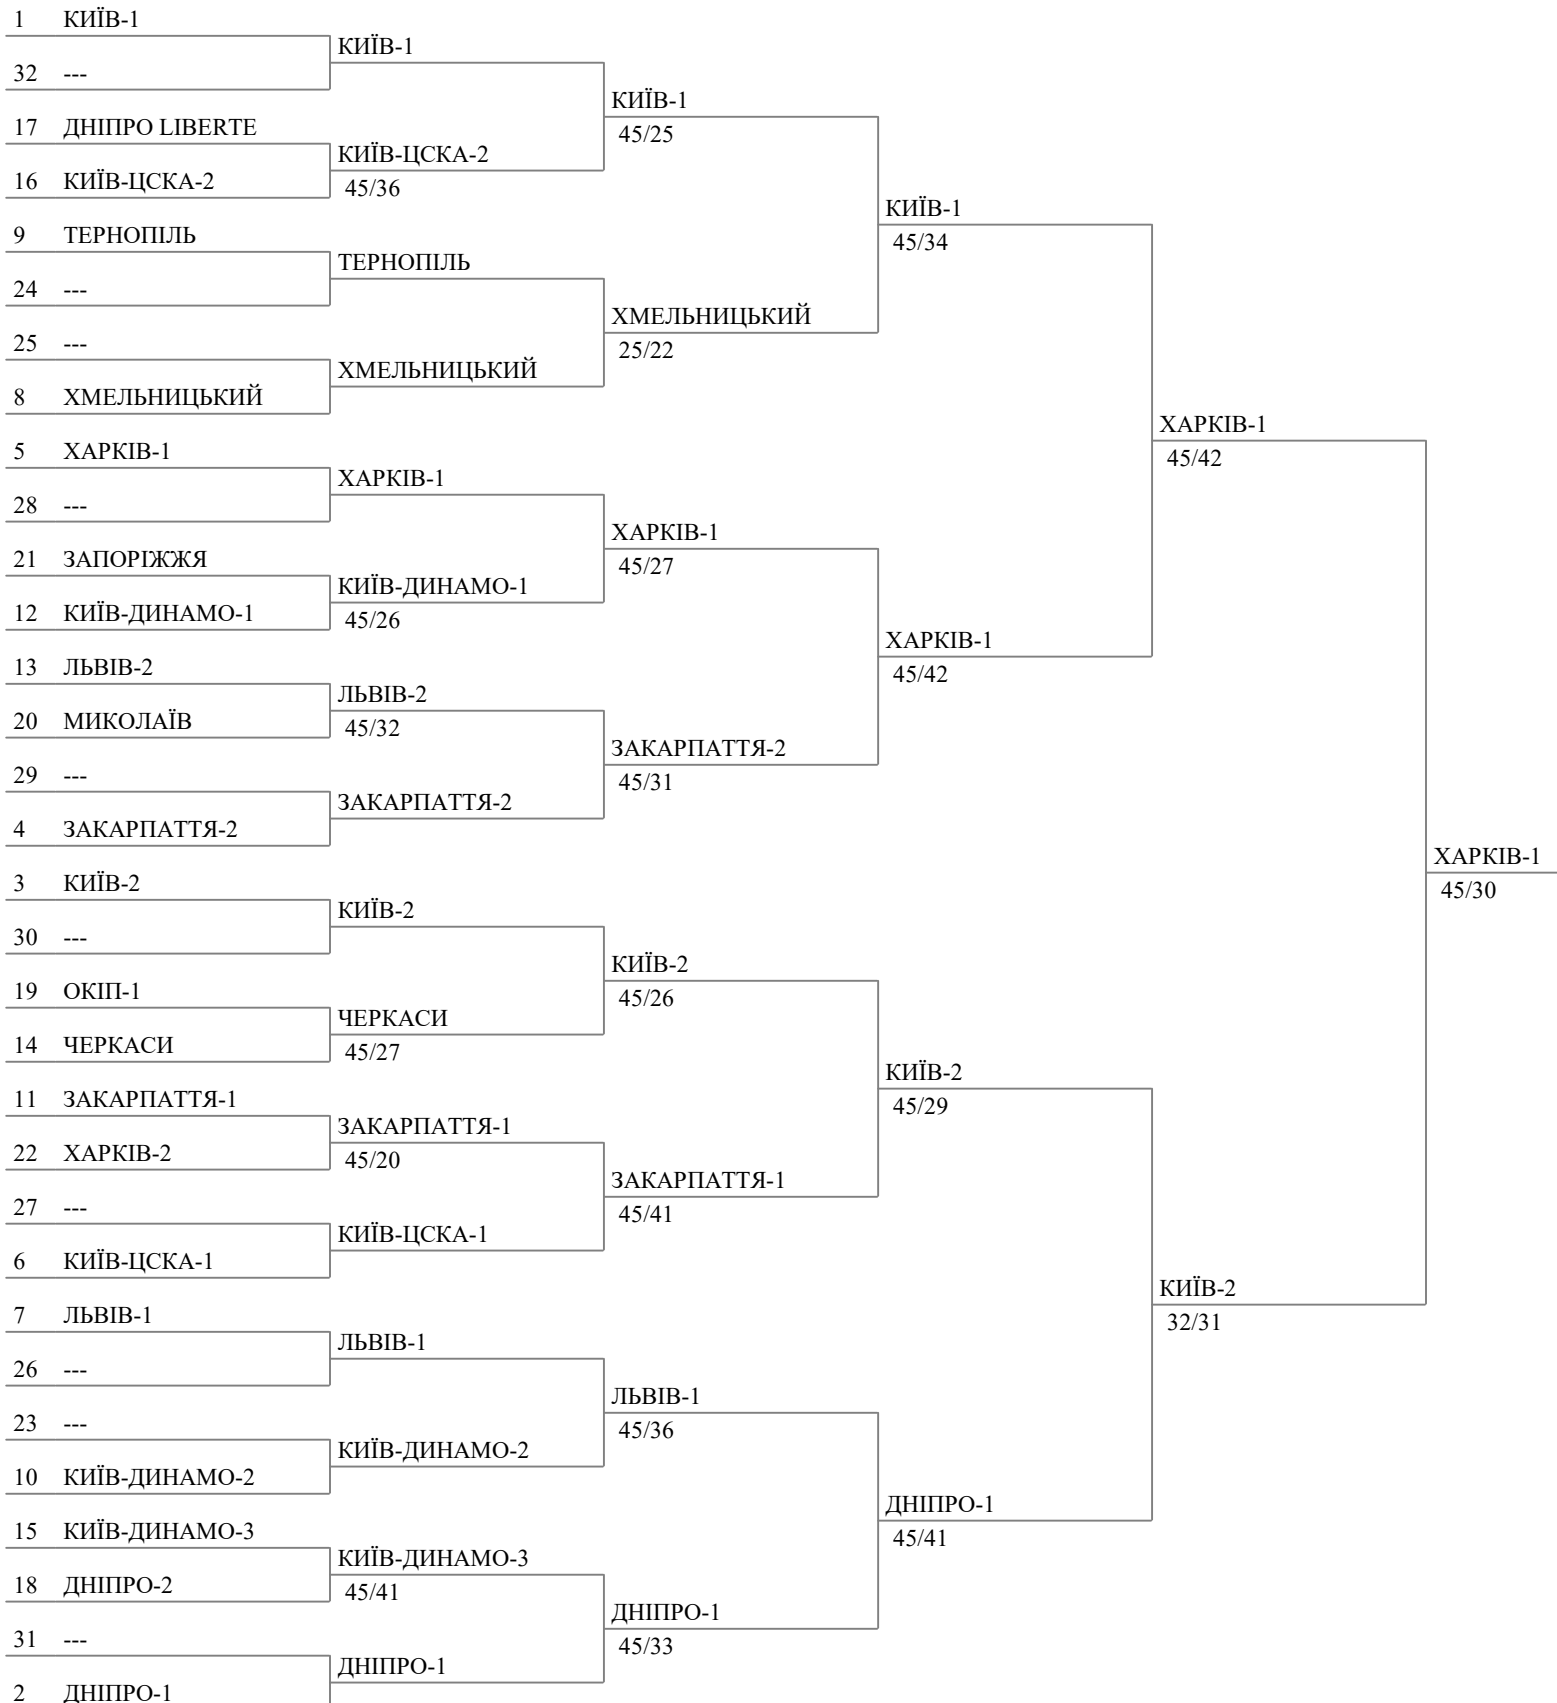 1 КИЇВ-1
КИЇВ-1
32 ---
КИЇВ-1
17 ДНІПРО LIBERTE
45/25
КИЇВ-ЦСКА-2
16 КИЇВ-ЦСКА-2
45/36
КИЇВ-1
9 ТЕРНОПІЛЬ
45/34
ТЕРНОПІЛЬ
24 ---
ХМЕЛЬНИЦЬКИЙ
25 ---
25/22
ХМЕЛЬНИЦЬКИЙ
8 ХМЕЛЬНИЦЬКИЙ
ХАРКІВ-1
5 ХАРКІВ-1
45/42
ХАРКІВ-1
28 ---
ХАРКІВ-1
21 ЗАПОРІЖЖЯ
45/27
КИЇВ-ДИНАМО-1
12 КИЇВ-ДИНАМО-1
45/26
ХАРКІВ-1
13 ЛЬВІВ-2
45/42
ЛЬВІВ-2
20 МИКОЛАЇВ
45/32
ЗАКАРПАТТЯ-2
29 ---
45/31
ЗАКАРПАТТЯ-2
4 ЗАКАРПАТТЯ-2
ХАРКІВ-1
3 КИЇВ-2
45/30
КИЇВ-2
30 ---
КИЇВ-2
19 ОКІП-1
45/26
ЧЕРКАСИ
14 ЧЕРКАСИ
45/27
КИЇВ-2
11 ЗАКАРПАТТЯ-1
45/29
ЗАКАРПАТТЯ-1
22 ХАРКІВ-2
45/20
ЗАКАРПАТТЯ-1
27 ---
45/41
КИЇВ-ЦСКА-1
6 КИЇВ-ЦСКА-1
КИЇВ-2
7 ЛЬВІВ-1
32/31
ЛЬВІВ-1
26 ---
ЛЬВІВ-1
23 ---
45/36
КИЇВ-ДИНАМО-2
10 КИЇВ-ДИНАМО-2
ДНІПРО-1
15 КИЇВ-ДИНАМО-3
45/41
КИЇВ-ДИНАМО-3
18 ДНІПРО-2
45/41
ДНІПРО-1
31 ---
45/33
ДНІПРО-1
2 ДНІПРО-1